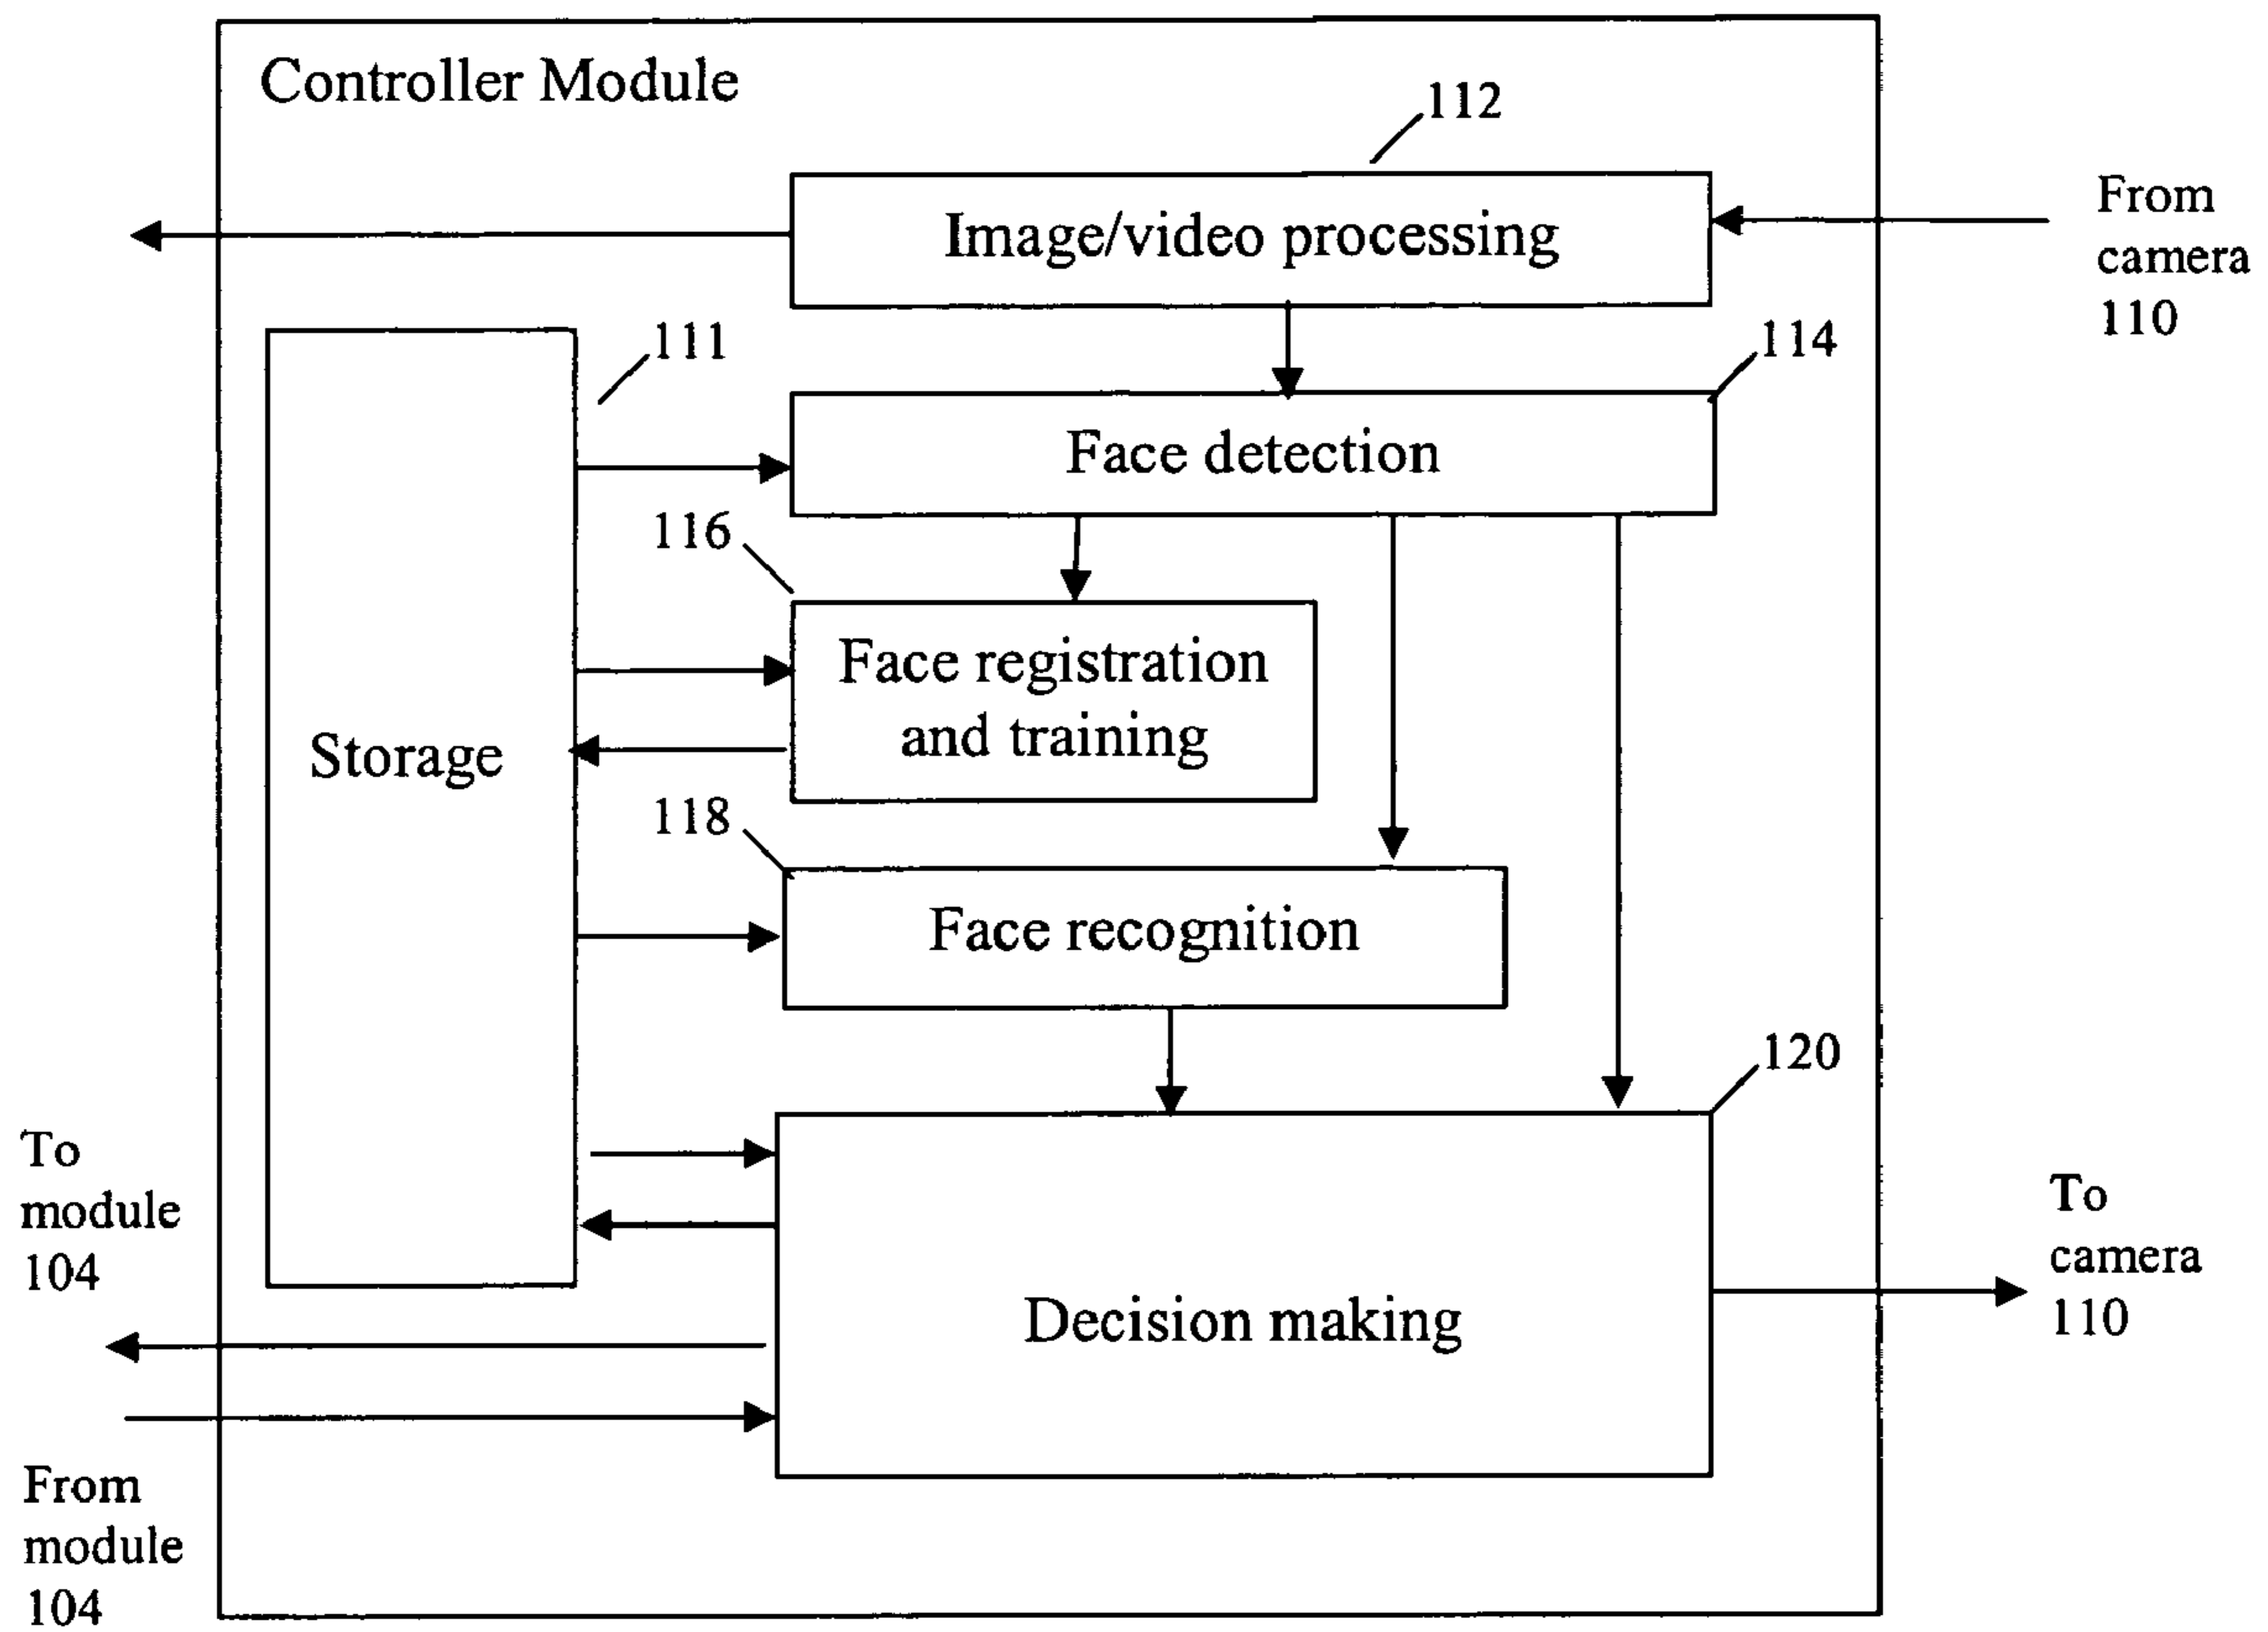 Controller Module
112
Image/video processing
From
camera
110
111
114
Face detection
116
Face registration
and training
Storage
118
Face recognition
120
To
module
104
To
camera
110
Decision making
From
module
104